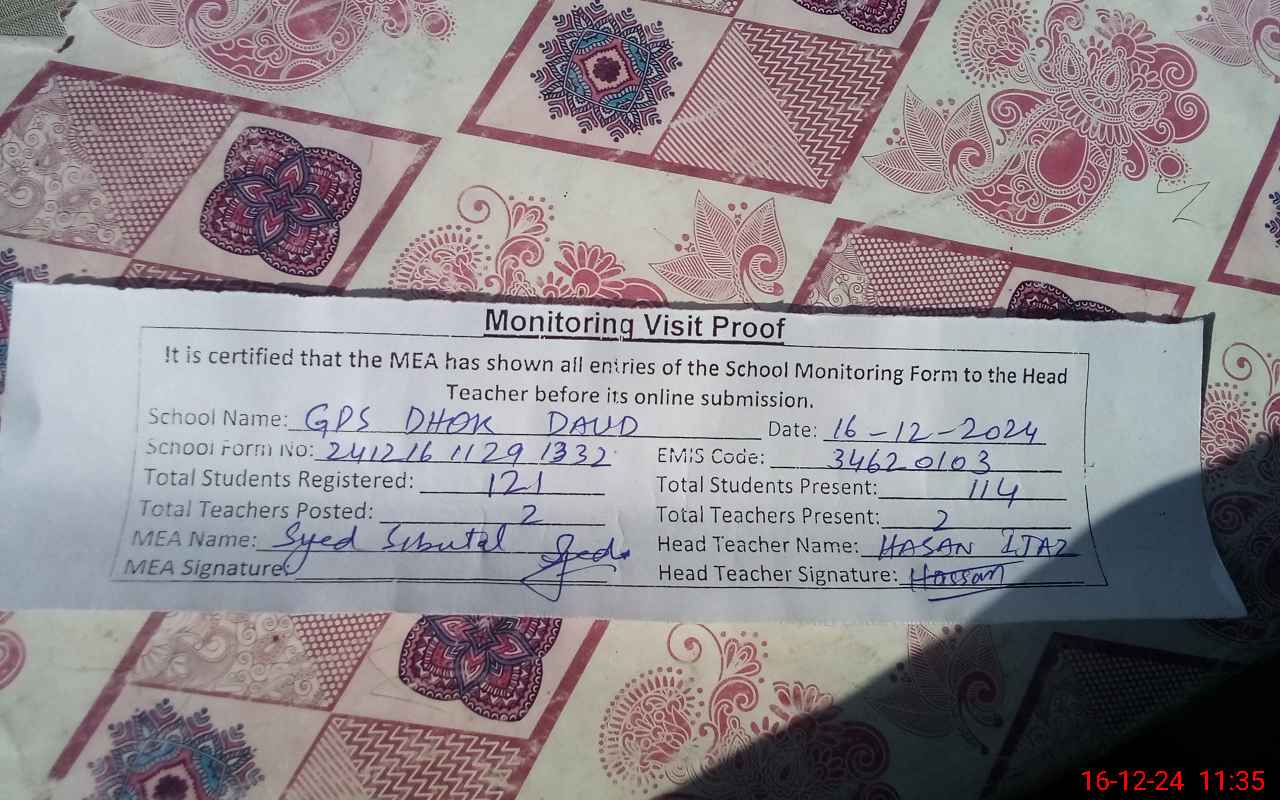 Monitoring Visit Proof
It is certified that the MEA has shown all entries of the School Monitoring Form to the Head
Teacher before its online submission.
School Name: GPS DHOK DAUD Date: 16-12-2024
School Form No: 241216 1129 1332 EMIS Code: 34620103
Total Students Registered: 121 Total Students Present: 114
Total Teachers Posted: 2 Total Teachers Present: 2
MEA Name: Syed Head Teacher Name: HASAN IJAZ
MEA Signature: Syed Head Teacher Signature: Hassan
16-12-24 11:35